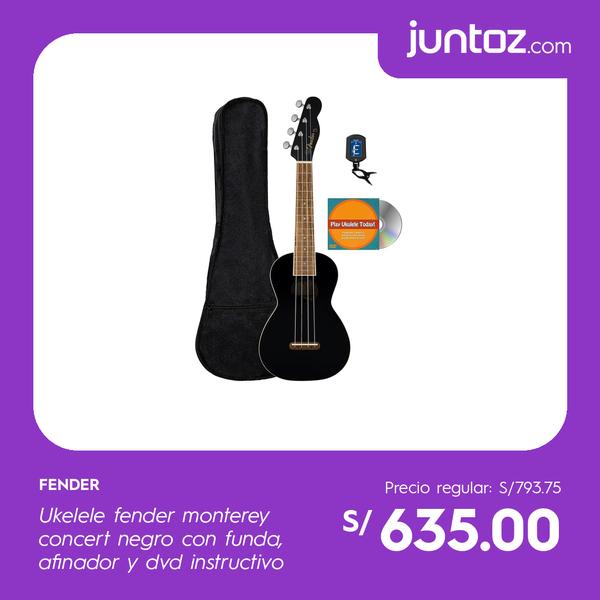 juntoz.com
Fender
E
Play Ukulele Today!
FENDER
Ukelele fender monterey
concert negro con funda,
afinador y dvd instructivo
Precio regular: S/793.75
S/ 635.00